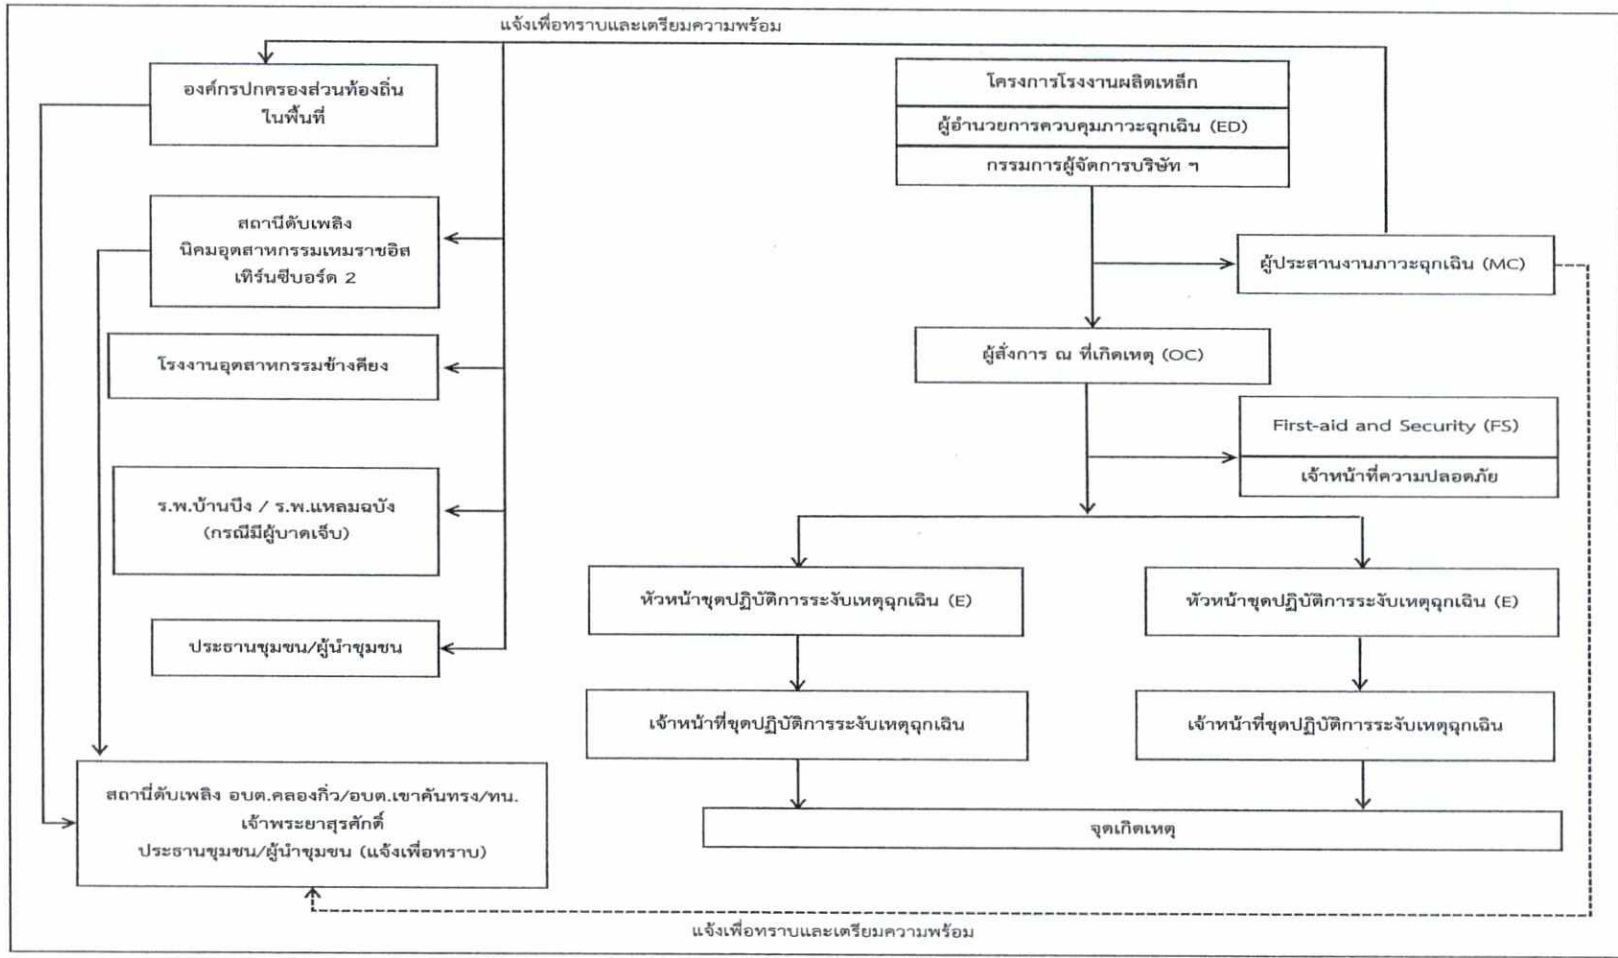 แจ้งเพื่อทราบและเตรียมความพร้อม
องค์กรปกครองส่วนท้องถิ่น
ในพื้นที่
โครงการโรงงานผลิตเหล็ก
ผู้อำนวยการควบคุมภาวะฉุกเฉิน (ED)
กรรมการผู้จัดการบริษัท ฯ
สถานีดับเพลิง
นิคมอุตสาหกรรมเหมราชอิส
เทิร์นซีบอร์ด 2
ผู้ประสานงานภาวะฉุกเฉิน (MC)
ผู้สั่งการ ณ ที่เกิดเหตุ (OC)
โรงงานอุตสาหกรรมข้างคียง
First-aid and Security (FS)
เจ้าหน้าที่ความปลอดภัย
ร.พ.บ้านบึง / ร.พ.แหลมฉบัง
(กรณีมีผู้บาดเจ็บ)
หัวหน้าชุดปฏิบัติการระงับเหตุฉุกเฉิน (E)
หัวหน้าชุดปฏิบัติการระงับเหตุฉุกเฉิน (E)
ประธานชุมชน/ผู้นำชุมชน
เจ้าหน้าที่ชุดปฏิบัติการระงับเหตุฉุกเฉิน
เจ้าหน้าที่ชุดปฏิบัติการระงับเหตุฉุกเฉิน
สถานี่ดับเพลิง อบต.คลองกิ่ว/อบต.เขาคันทรง/ทน.
เจ้าพระยาสุรศักดิ์
ประธานชุมชน/ผู้นำชุมชน (แจ้งเพื่อทราบ)
จุดเกิดเหตุ
แจ้งเพื่อทราบและเตรียมความพร้อม